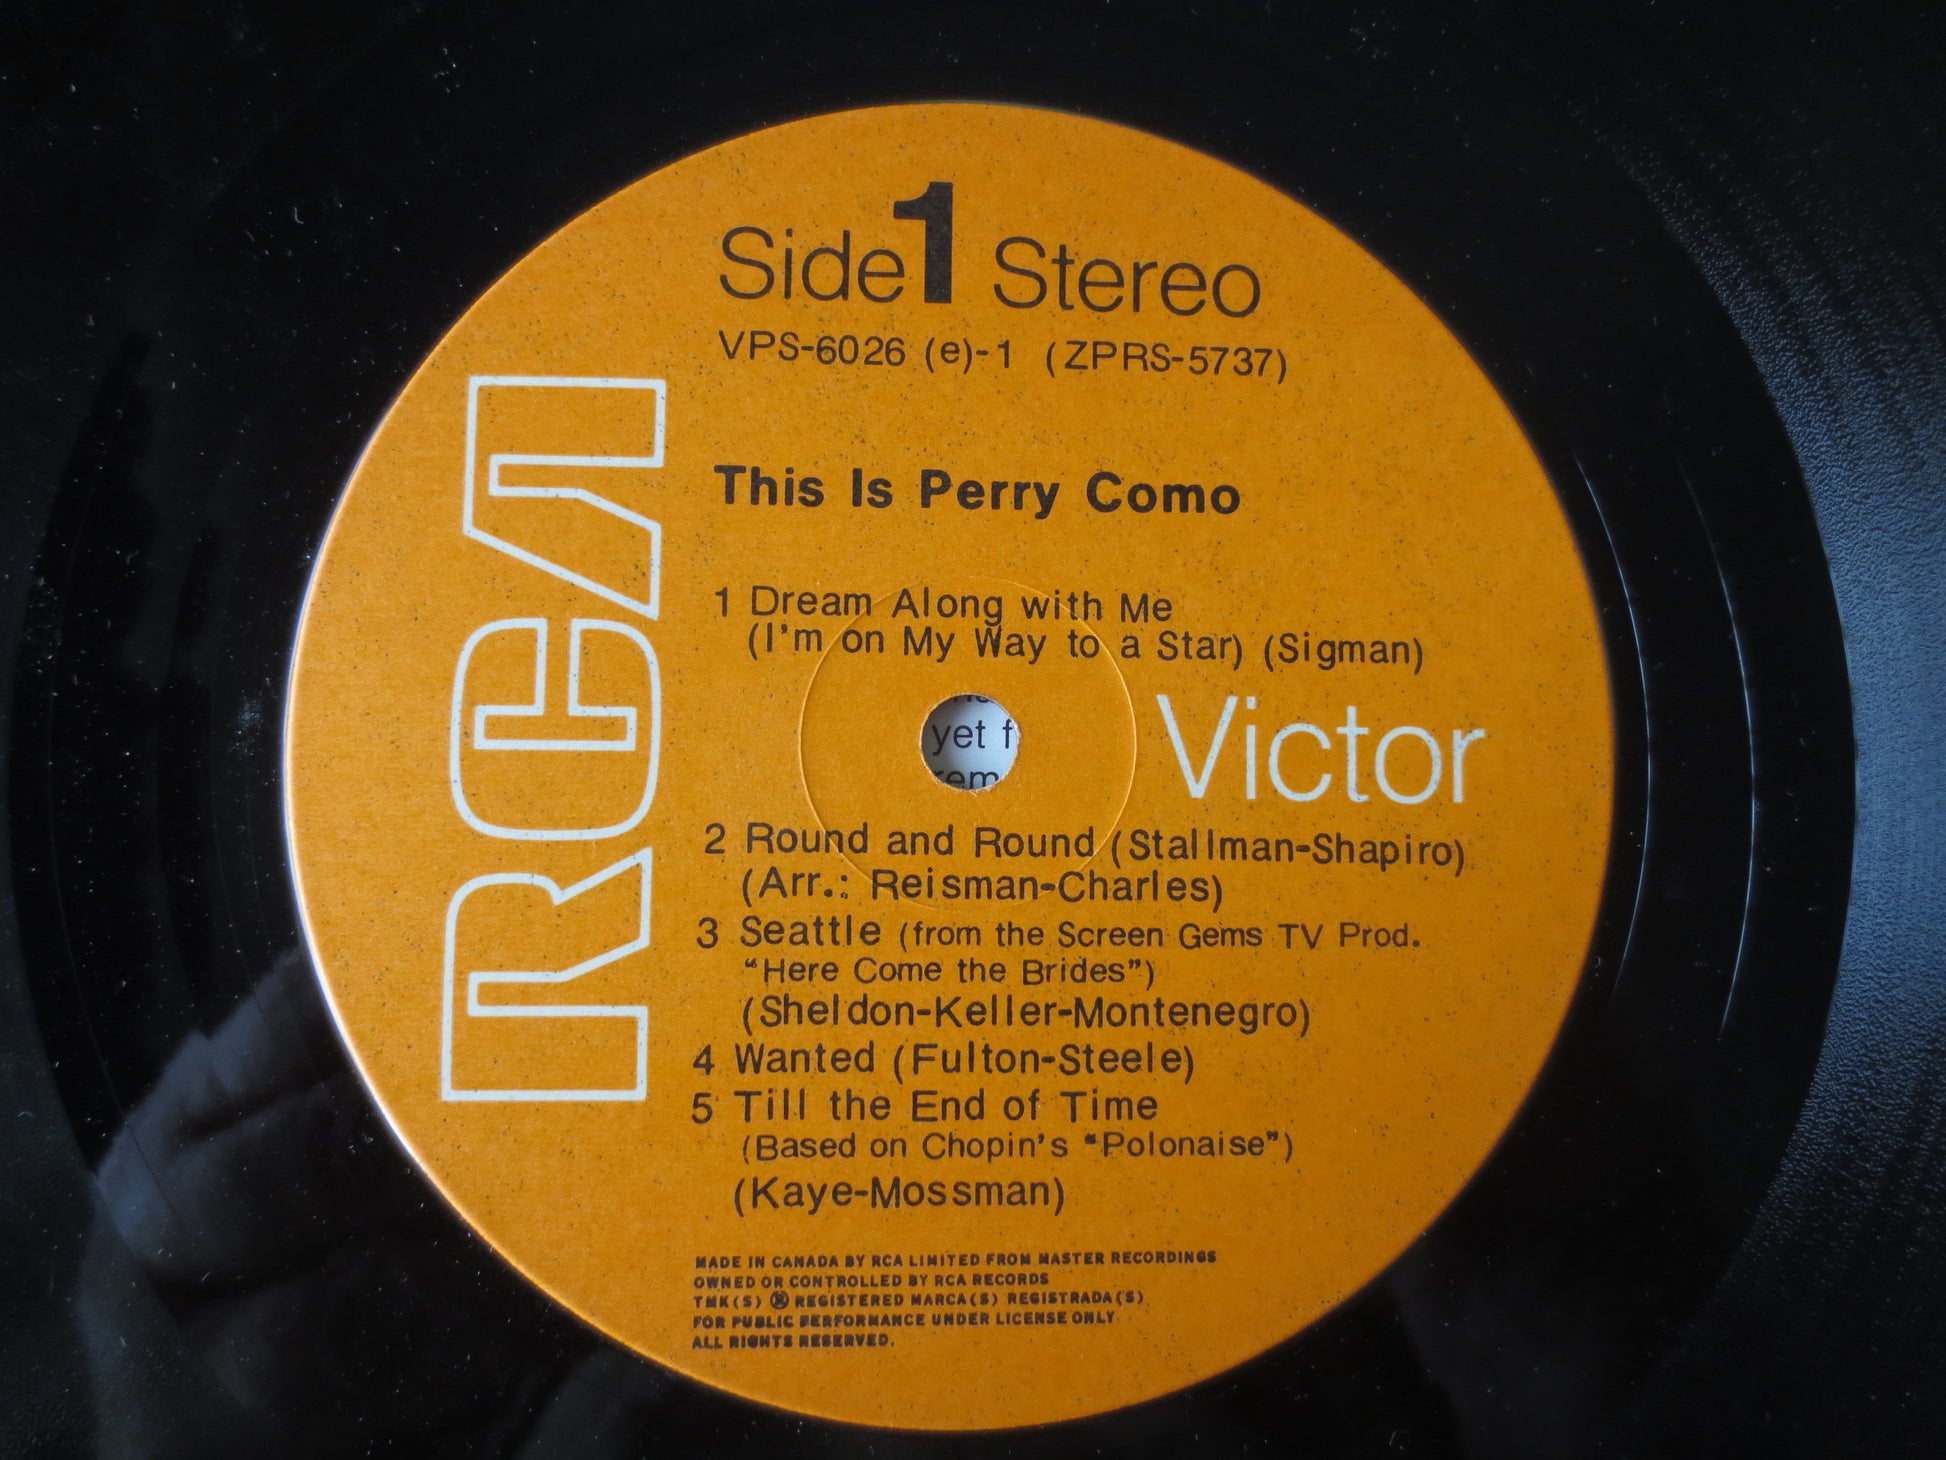 Side 1 Stereo
VPS-6026 (e)-1 (ZPRS-5737)
RCA
This Is Perry Como
1 Dream Along with Me
(I'm on My Way to a Star) (Sigman)
yet f
Victor
2 Round and Round (Stallman-Shapiro)
(Arr.: Reisman-Charles)
3 Seattle (from the Screen Gems TV Prod.
"Here Come the Brides")
(Sheldon-Keller-Montenegro)
4 Wanted (Fulton-Steele)
5 Till the End of Time
(Based on Chopin's "Polonaise")
(Kaye-Mossman)
MADE IN CANADA BY RCA LIMITED FROM MASTER RECORDINGS
OWNED OR CONTROLLED BY RCA RECORDS
TMK(S) ® REGISTERED MARCA(S) REGISTRADA(S)
FOR PUBLIC PERFORMANCE UNDER LICENSE ONLY
ALL RIGHTS RESERVED.